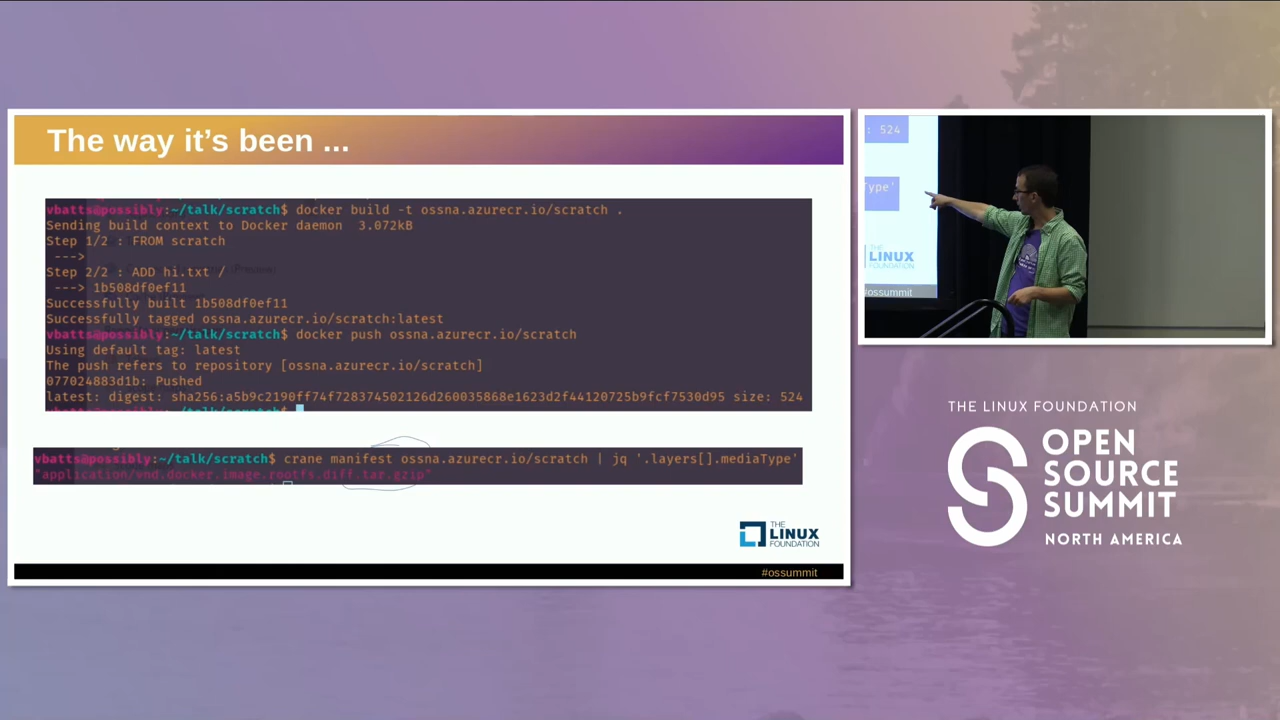 The way it's been ...
vbatts@possibly:~/talk/scratch$ docker build -t ossna.azurecr.io/scratch .
Sending build context to Docker daemon  3.072kB
Step 1/2 : FROM scratch
--->
Step 2/2 : ADD hi.txt /
---> 1b508df0ef11
Successfully built 1b508df0ef11
Successfully tagged ossna.azurecr.io/scratch:latest
vbatts@possibly:~/talk/scratch$ docker push ossna.azurecr.io/scratch
Using default tag: latest
The push refers to repository [ossna.azurecr.io/scratch]
077024883d1b: Pushed
latest: digest: sha256:a5b9c2190ff74f728374502126d260035868e1623d2f44120725b9fcf7530d95 size: 524
vbatts@possibly:~/talk/scratch$ crane manifest ossna.azurecr.io/scratch | jq '.layers[].mediaType'
"application/vnd.docker.image.rootfs.diff.tar.gzip"
THE
LINUX
FOUNDATION
#ossummit
: 524
Type'
THE
LINUX
FOUNDATION
#ossummit
THE LINUX FOUNDATION
OPEN
SOURCE
SUMMIT
NORTH AMERICA